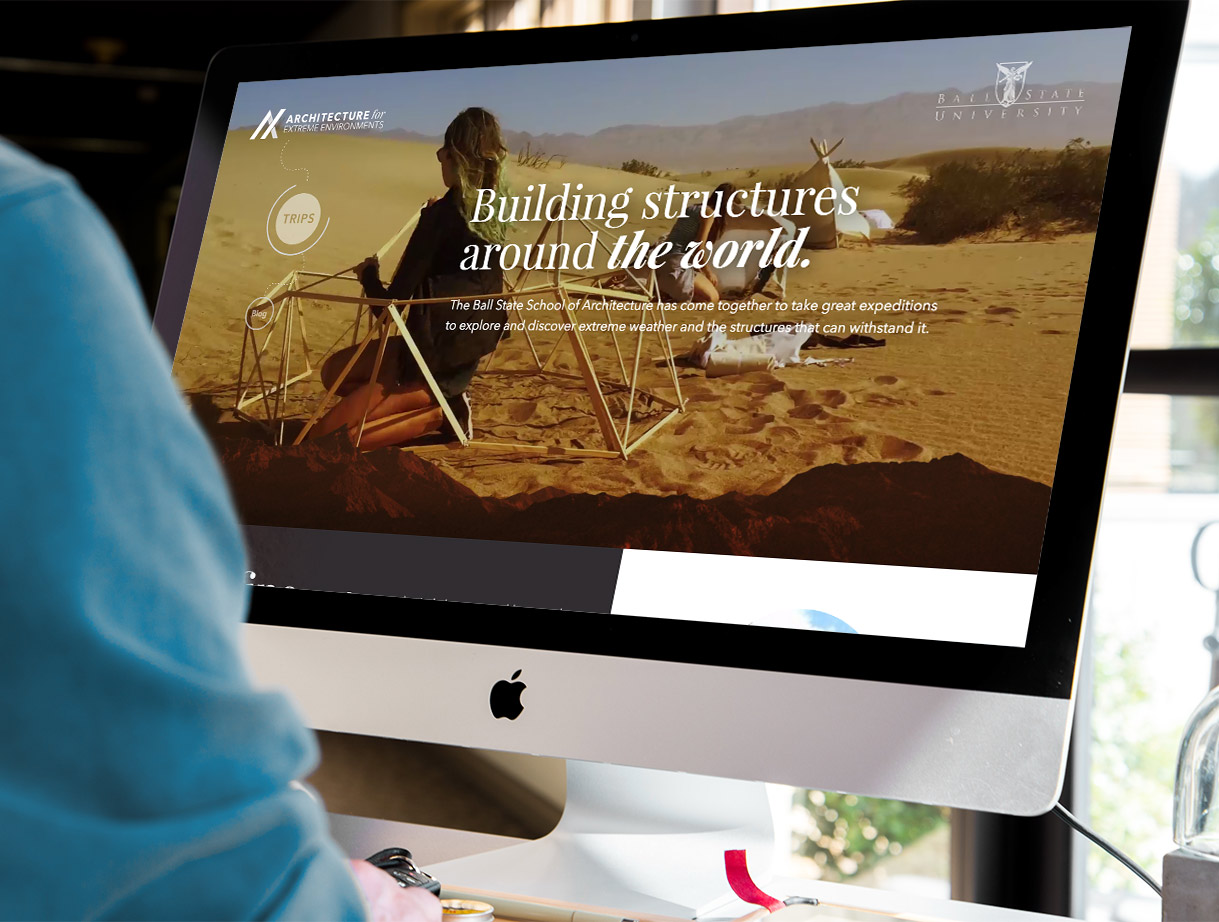 ARCHITECTURE for
EXTREME ENVIRONMENTS
BALL STATE
UNIVERSITY
TRIPS
Blog
Building structures
around the world.
The Ball State School of Architecture has come together to take great expeditions
to explore and discover extreme weather and the structures that can withstand it.